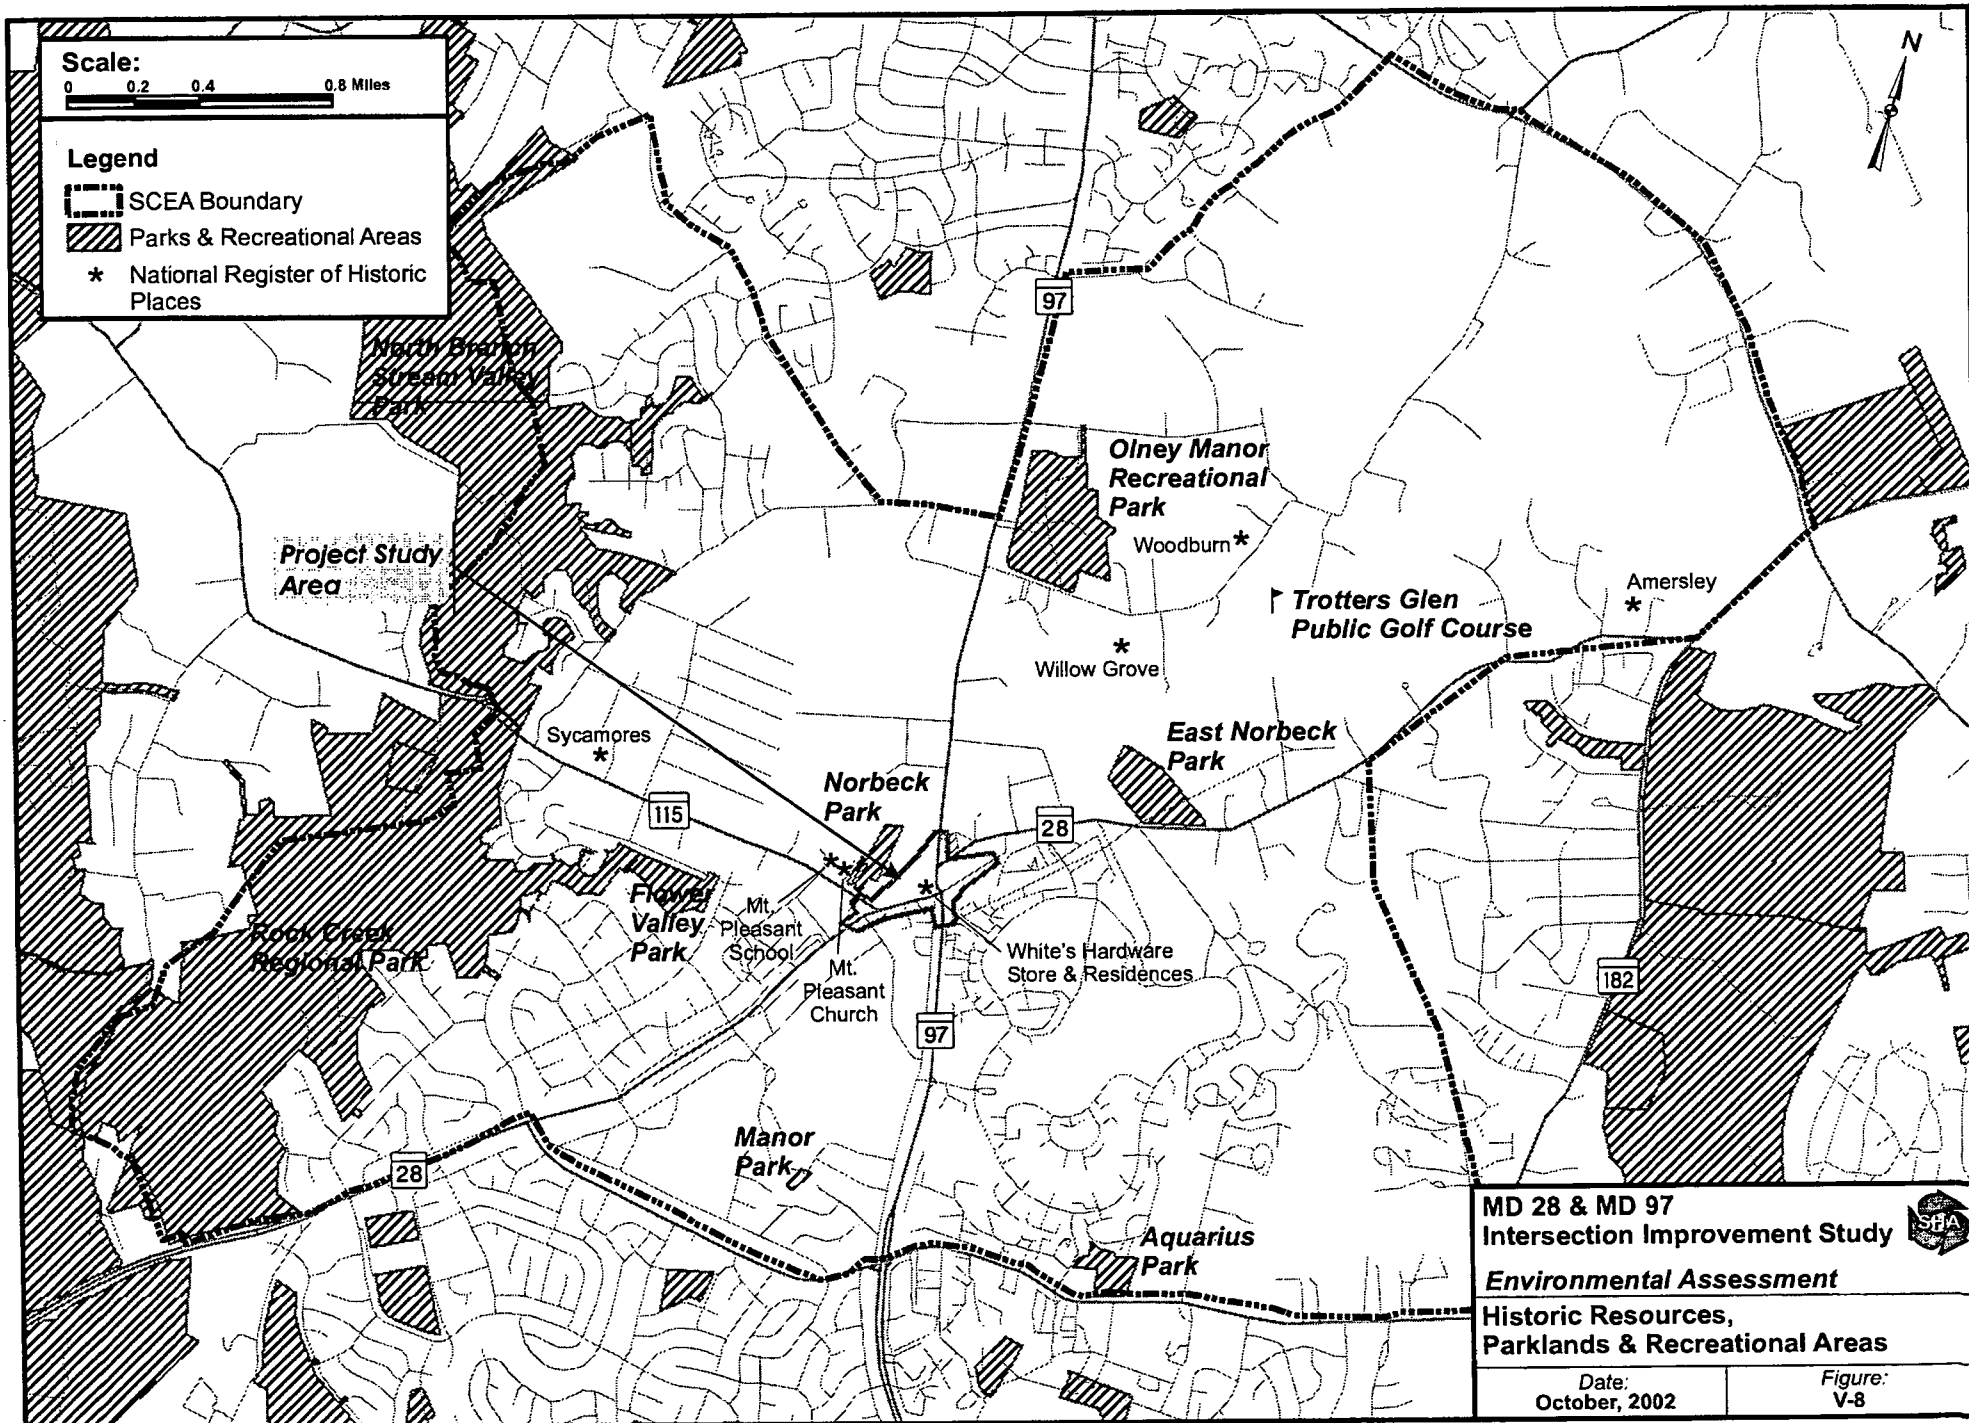 Scale:
0 0.2 0.4 0.8 Miles
Legend
SCEA Boundary
Parks & Recreational Areas
* National Register of Historic
Places
N
97
North Branch
Stream Valley
Park
Olney Manor
Recreational
Park
Woodburn
Project Study
Area
Amersley
Trotters Glen
Public Golf Course
Willow Grove
Sycamores
East Norbeck
Park
Norbeck
Park
115
28
Flower
Valley
Park
Mt.
Pleasant
School
Rock Creek
Regional Park
White's Hardware
Store & Residences
Mt.
Pleasant
Church
182
97
Manor
Park
28
Aquarius
Park
MD 28 & MD 97
Intersection Improvement Study
SHA
Environmental Assessment
Historic Resources,
Parklands & Recreational Areas
Date:
October, 2002
Figure:
V-8